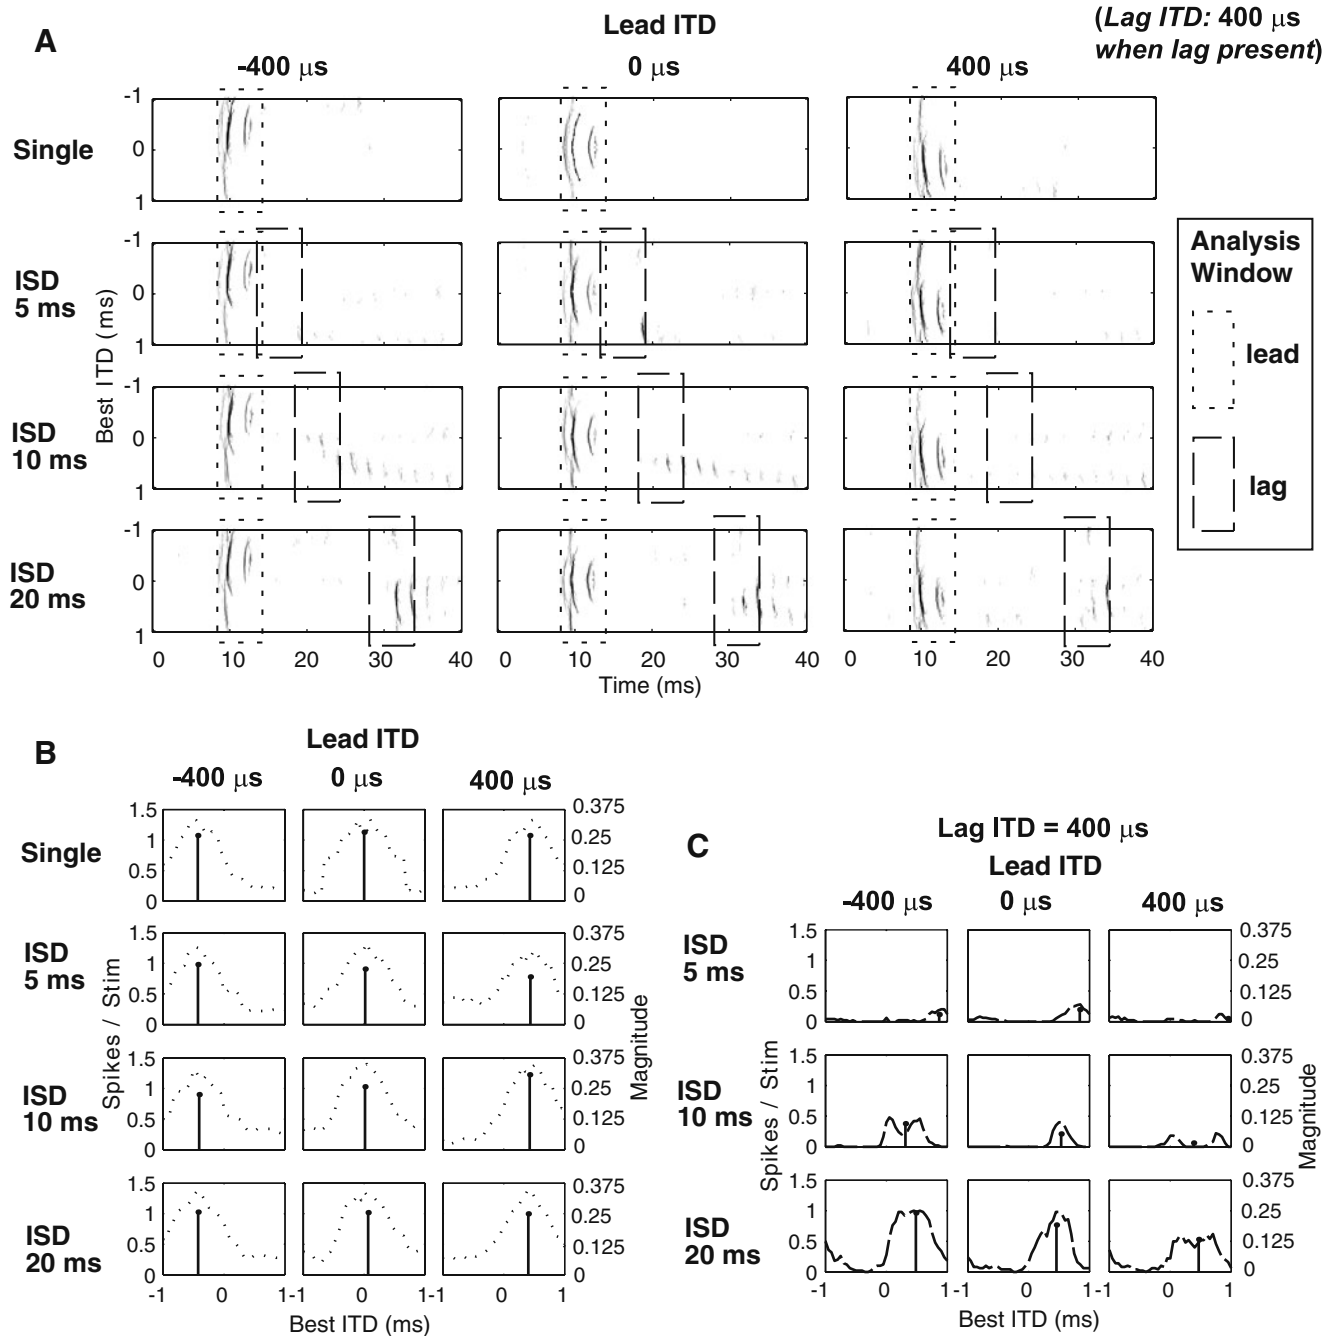 A
Lead ITD
(Lag ITD: 400 μs
when lag present)
-400 μs
0 μs
400 μs
Single
ISD
5 ms
ISD
10 ms
ISD
20 ms
Best ITD (ms)
-1
0
1
-1
0
1
-1
0
1
-1
0
1
0
10
20
30
40
0
10
20
30
40
0
10
20
30
40
Time (ms)
Analysis
Window
lead
lag
B
Lead ITD
-400 μs
0 μs
400 μs
Single
ISD
5 ms
ISD
10 ms
ISD
20 ms
Spikes / Stim
1.5
1
0.5
0
1.5
1
0.5
0
1.5
1
0.5
0
1.5
1
0.5
0
0.375
0.25
0.125
0
0.375
0.25
0.125
0
0.375
0.25
0.125
0
0.375
0.25
0.125
0
Magnitude
-1
0
1
-1
0
1
-1
0
1
Best ITD (ms)
C
Lag ITD = 400 μs
Lead ITD
-400 μs
0 μs
400 μs
ISD
5 ms
ISD
10 ms
ISD
20 ms
Spikes / Stim
1.5
1
0.5
0
1.5
1
0.5
0
1.5
1
0.5
0
0.375
0.25
0.125
0
0.375
0.25
0.125
0
0.375
0.25
0.125
0
Magnitude
-1
0
1
-1
0
1
-1
0
1
Best ITD (ms)